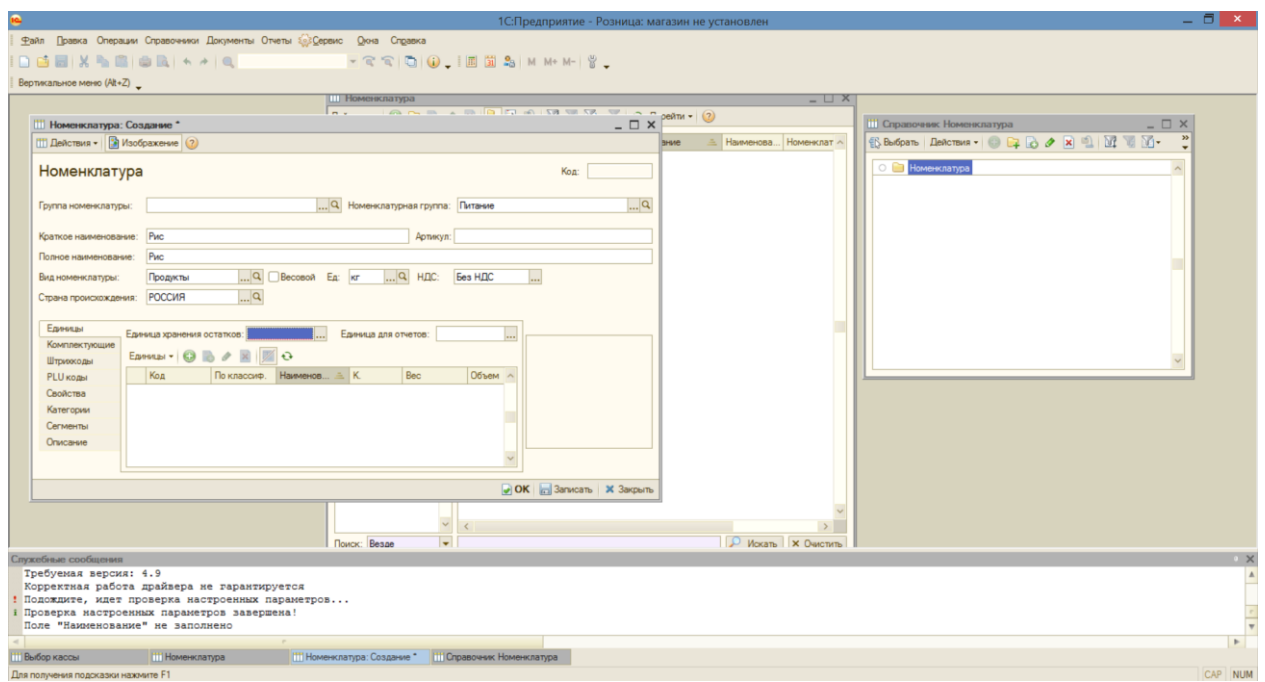 1С:Предприятие - Розница: магазин не установлен
Файл Правка Операции Справочники Документы Отчеты Сервис Окна Справка
M M+ M-
Вертикальное меню (Alt+Z)
Номенклатура
Перейти
Наименова... Номенклат
Номенклатура: Создание *
Действия Изображение
Номенклатура
Код:
Группа номенклатуры: ... Номенклатурная группа: Питание ...
Краткое наименование: Рис Артикул:
Полное наименование: Рис
Вид номенклатуры: Продукты ... Весовой Ед: кг ... НДС: Без НДС ...
Страна происхождения: РОССИЯ ...
Единицы
Комплектующие
Штрихкоды
PLU коды
Свойства
Категории
Сегменты
Описание
Единица хранения остатков: ... Единица для отчетов: ...
Единицы
Код По классиф. Наименов... К. Вес Объем
OK Записать Закрыть
Поиск: Везде Искать Очистить
Справочник Номенклатура
Выбрать Действия
Номенклатура
Служебные сообщения
Требуемая версия: 4.9
Корректная работа драйвера не гарантируется
Подождите, идет проверка настроенных параметров...
Проверка настроенных параметров завершена!
Поле "Наименование" не заполнено
Выбор кассы Номенклатура Номенклатура: Создание * Справочник Номенклатура
Для получения подсказки нажмите F1 CAP NUM